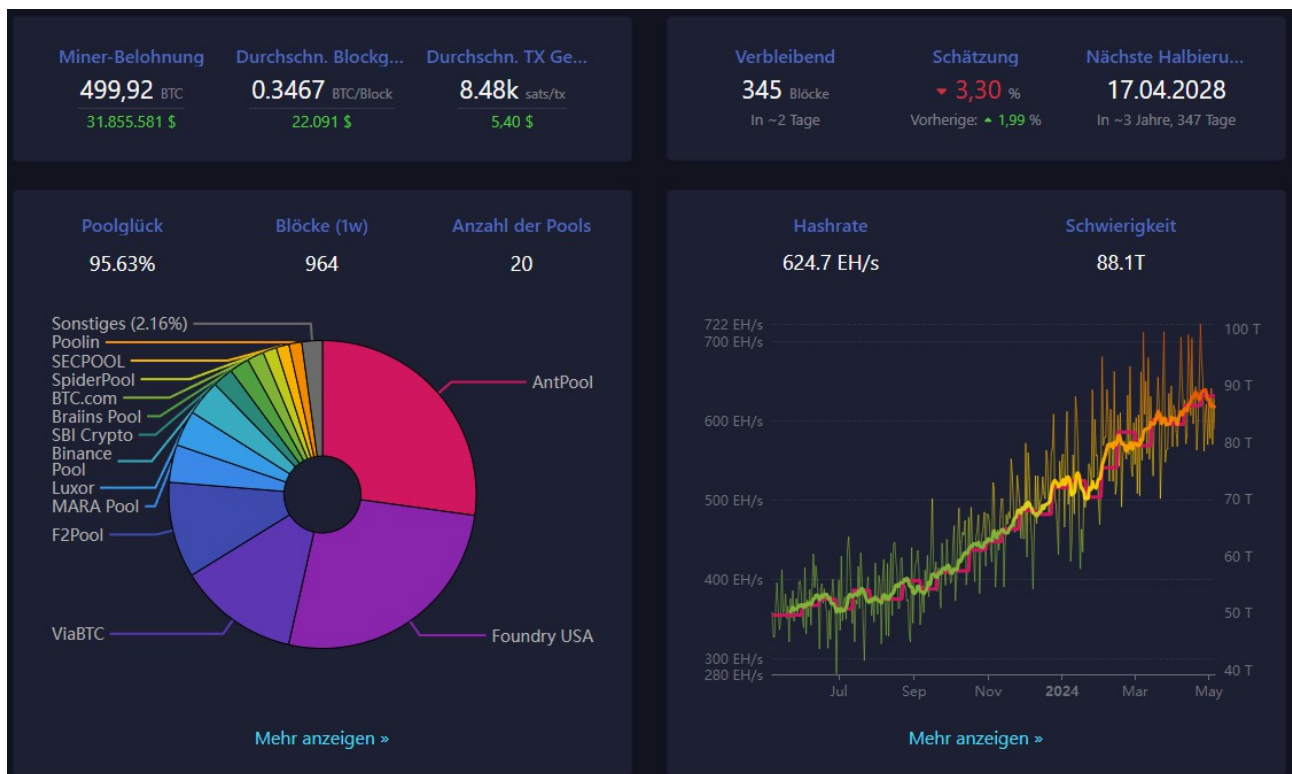 Miner-Belohnung
499,92 BTC
31.855.581 $
Durchschn. Blockg...
0.3467 BTC/Block
22.091 $
Durchschn. TX Ge...
8.48k sats/tx
5,40 $
Verbleibend
345 Blöcke
In ~2 Tage
Schätzung
3,30 %
Vorherige: 1,99 %
Nächste Halbieru...
17.04.2028
In ~3 Jahre, 347 Tage
Poolglück
95.63%
Blöcke (1w)
964
Anzahl der Pools
20
Sonstiges (2.16%)
Poolin
SECPOOL
SpiderPool
BTC.com
Braiins Pool
SBI Crypto
Binance
Pool
Luxor
MARA Pool
F2Pool
ViaBTC
AntPool
Foundry USA
Mehr anzeigen »
Hashrate
624.7 EH/s
Schwierigkeit
88.1T
722 EH/s
700 EH/s
600 EH/s
500 EH/s
400 EH/s
300 EH/s
280 EH/s
100 T
90 T
80 T
70 T
60 T
50 T
40 T
Jul
Sep
Nov
2024
Mar
May
Mehr anzeigen »